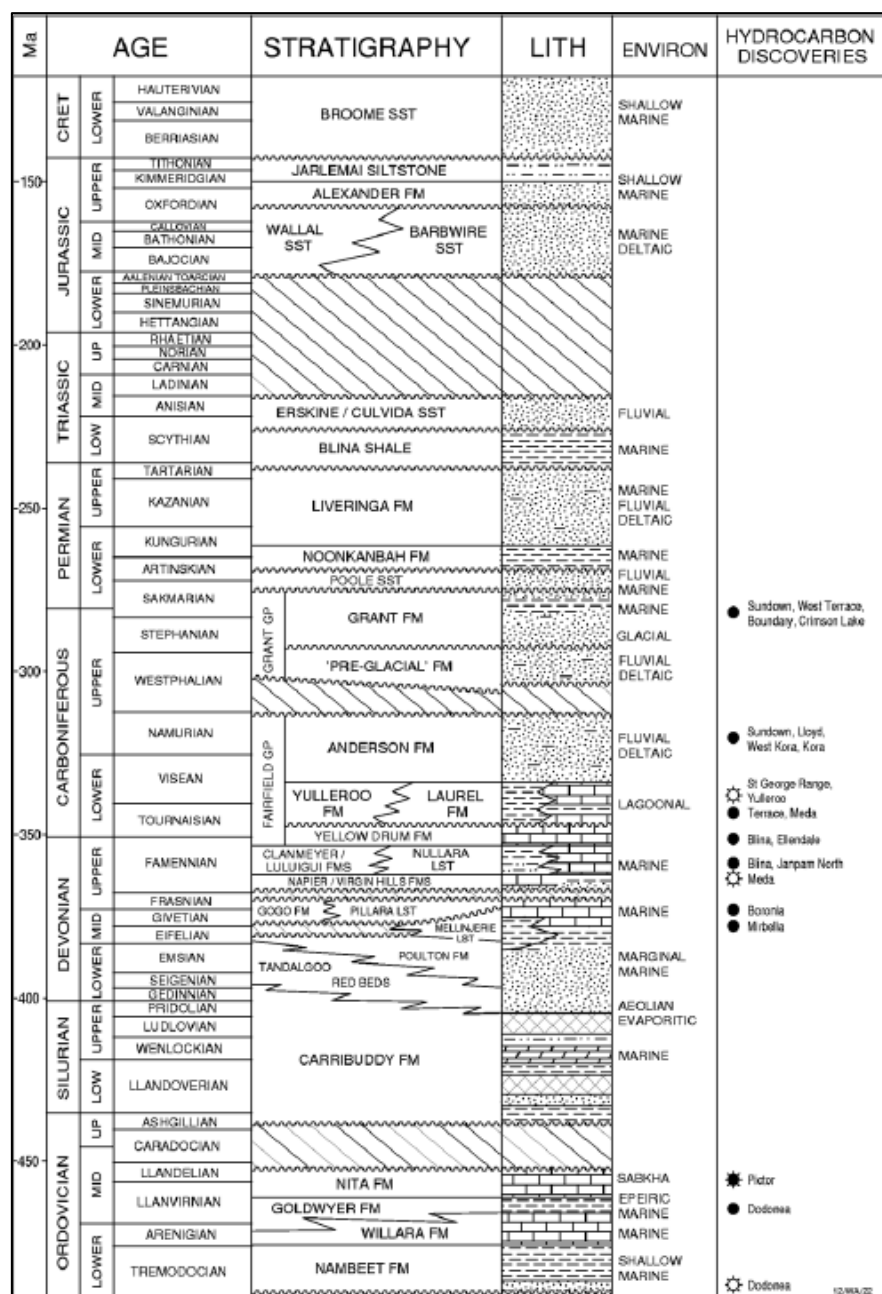 Ma
AGE
STRATIGRAPHY
LITH
ENVIRON
HYDROCARBON
DISCOVERIES
CRET
LOWER
HAUTERIVIAN
VALANGINIAN
BERRIASIAN
BROOME SST
SHALLOW
MARINE
JURASSIC
UPPER
TITHONIAN
KIMMERIDGIAN
OXFORDIAN
150
JARLEMAI SILTSTONE
ALEXANDER FM
SHALLOW
MARINE
MID
CALLOVIAN
BATHONIAN
BAJOCIAN
WALLAL
SST
BARBWIRE
SST
MARINE
DELTAIC
LOWER
AALENIAN TOARCIAN
PLEINSBACHIAN
SINEMURIAN
HETTANGIAN
200
TRIASSIC
UP
RHAETIAN
NORIAN
CARNIAN
MID
LADINIAN
ANISIAN
ERSKINE / CULVIDA SST
FLUVIAL
LOW
SCYTHIAN
BLINA SHALE
MARINE
PERMIAN
UPPER
TARTARIAN
KAZANIAN
250
LIVERINGA FM
MARINE
FLUVIAL
DELTAIC
LOWER
KUNGURIAN
ARTINSKIAN
SAKMARIAN
NOONKANBAH FM
MARINE
POOLE SST
FLUVIAL
MARINE
GRANT GP
GRANT FM
MARINE
GLACIAL
Sundown, West Terrace,
Boundary, Crimson Lake
CARBONIFEROUS
UPPER
STEPHANIAN
WESTPHALIAN
NAMURIAN
300
'PRE-GLACIAL' FM
FLUVIAL
DELTAIC
FAIRFIELD GP
ANDERSON FM
FLUVIAL
DELTAIC
Sundown, Lloyd,
West Kora, Kora
LOWER
VISEAN
TOURNAISIAN
YULLEROO
FM
LAUREL
FM
LAGOONAL
St George Range,
Yulleroo
Terrace, Meda
350
YELLOW DRUM FM
Blina, Ellendale
DEVONIAN
UPPER
FAMENNIAN
FRASNIAN
CLANMEYER /
LULUIGUI FMS
NULLARA
LST
MARINE
Blina, Janpam North
Meda
NAPIER / VIRGIN HILLS FMS
MID
GIVETIAN
EIFELIAN
GOGO FM
PILLARA LST
MARINE
Boronia
Mirbelia
MELLINJERIE
LST
LOWER
EMSIAN
SEIGENIAN
GEDINNIAN
TANDALGOO
RED BEDS
POULTON FM
MARGINAL
MARINE
400
AEOLIAN
EVAPORITIC
SILURIAN
UPPER
PRIDOLIAN
LUDLOVIAN
WENLOCKIAN
LOW
LLANDOVERIAN
CARRIBUDDY FM
MARINE
ORDOVICIAN
UP
ASHGILLIAN
CARADOCIAN
450
MID
LLANDELIAN
LLANVIRNIAN
NITA FM
SABKHA
Pictor
GOLDWYER FM
EPEIRIC
MARINE
Dodonea
LOWER
ARENIGIAN
TREMODOCIAN
WILLARA FM
MARINE
NAMBEET FM
SHALLOW
MARINE
Dodonea
12/WA/22